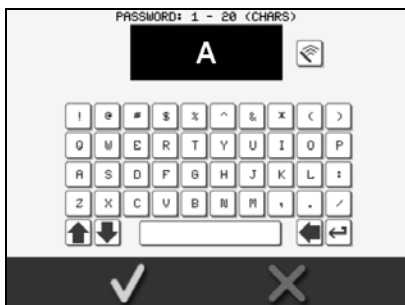 PASSWORD: 1 - 20 (CHARS)
A
! @ # $ % ^ & * ( )
Q W E R T Y U I O P
A S D F G H J K L :
Z X C V B N M , . /